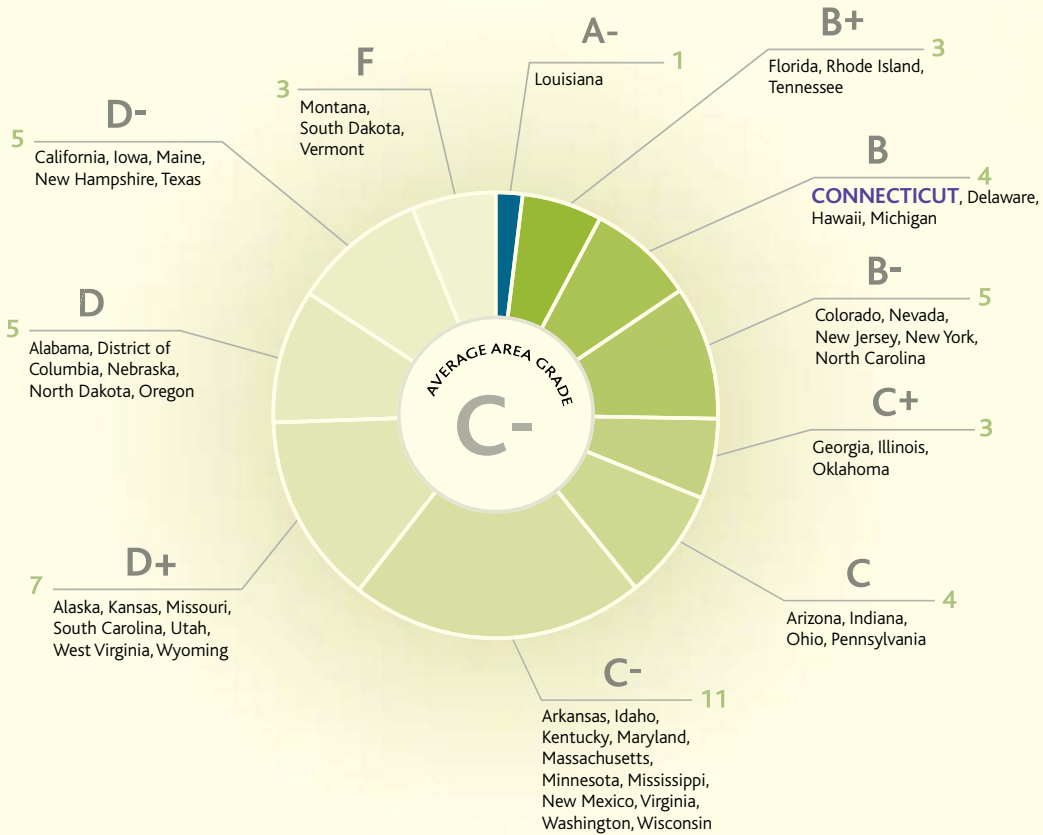 A-
1
Louisiana
B+
3
Florida, Rhode Island,
Tennessee
B
4
CONNECTICUT, Delaware,
Hawaii, Michigan
B-
5
Colorado, Nevada,
New Jersey, New York,
North Carolina
C+
3
Georgia, Illinois,
Oklahoma
C
4
Arizona, Indiana,
Ohio, Pennsylvania
C-
11
Arkansas, Idaho,
Kentucky, Maryland,
Massachusetts,
Minnesota, Mississippi,
New Mexico, Virginia,
Washington, Wisconsin
D+
7
Alaska, Kansas, Missouri,
South Carolina, Utah,
West Virginia, Wyoming
D
5
Alabama, District of
Columbia, Nebraska,
North Dakota, Oregon
D-
5
California, Iowa, Maine,
New Hampshire, Texas
F
3
Montana,
South Dakota,
Vermont
AVERAGE AREA GRADE
C-